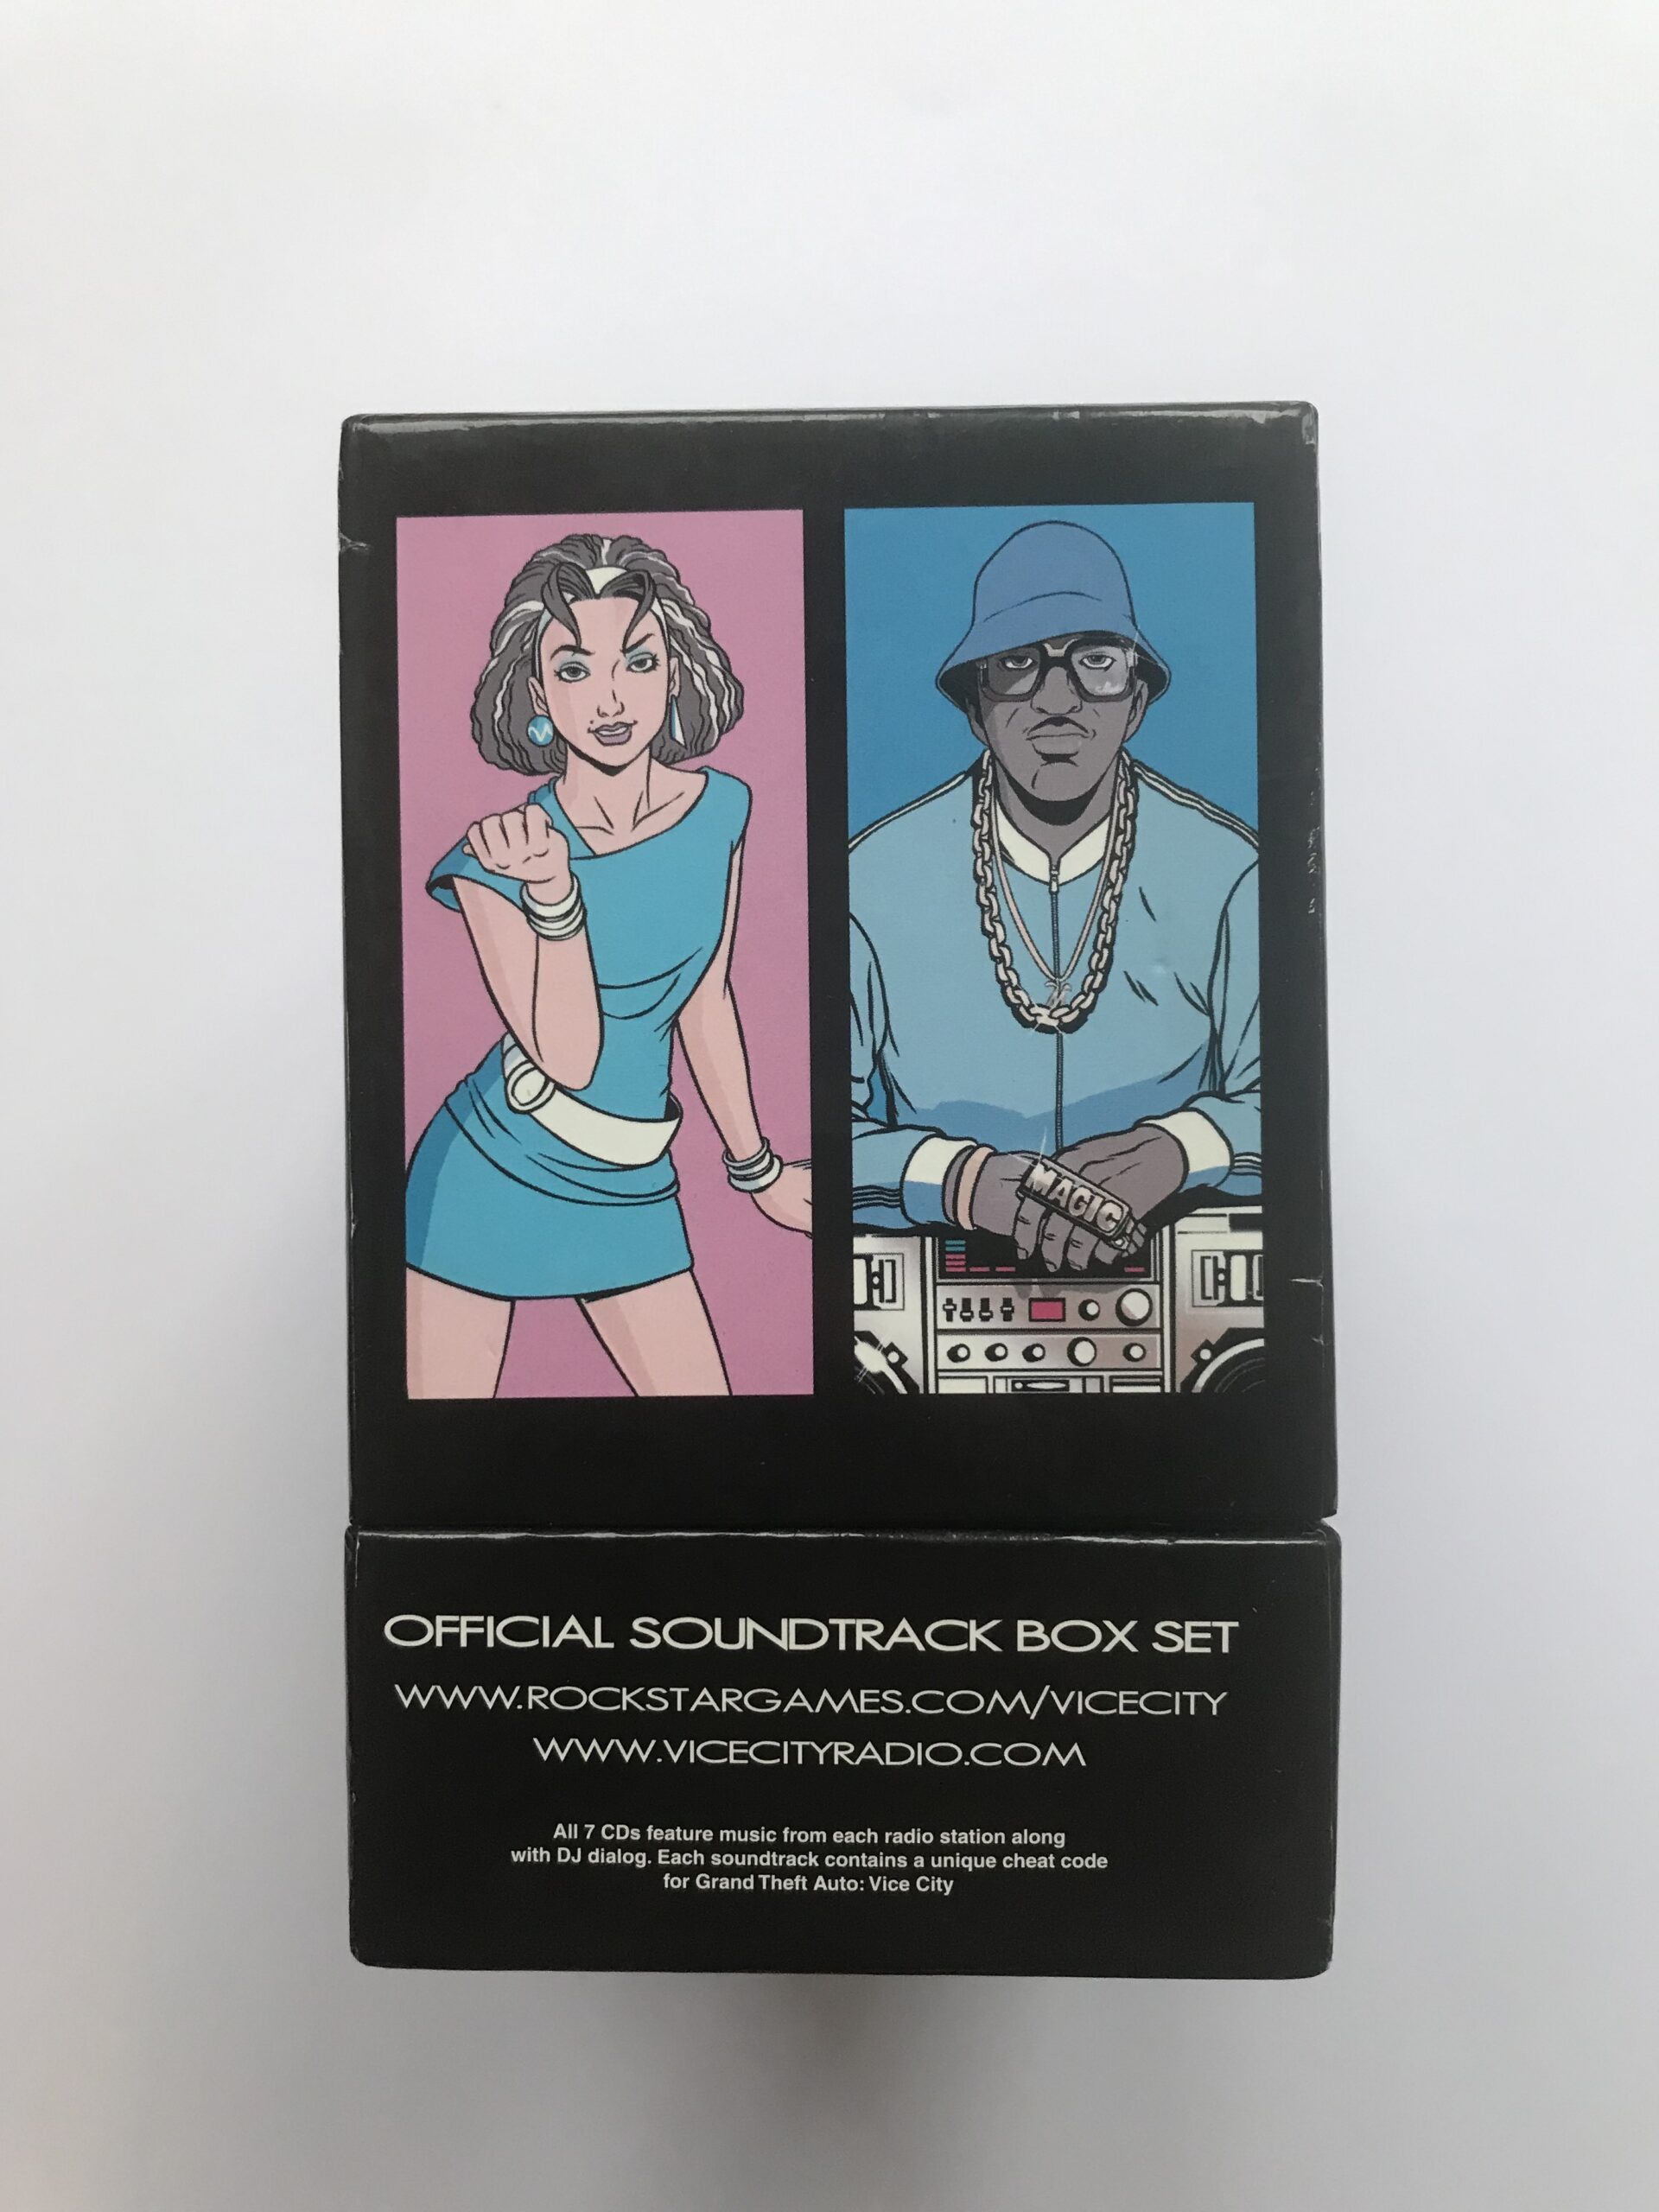 MAGIC
OFFICIAL SOUNDTRACK BOX SET
WWW.ROCKSTARGAMES.COM/VICECITY
WWW.VICECITYRADIO.COM
All 7 CDs feature music from each radio station along
with DJ dialog. Each soundtrack contains a unique cheat code
for Grand Theft Auto: Vice City